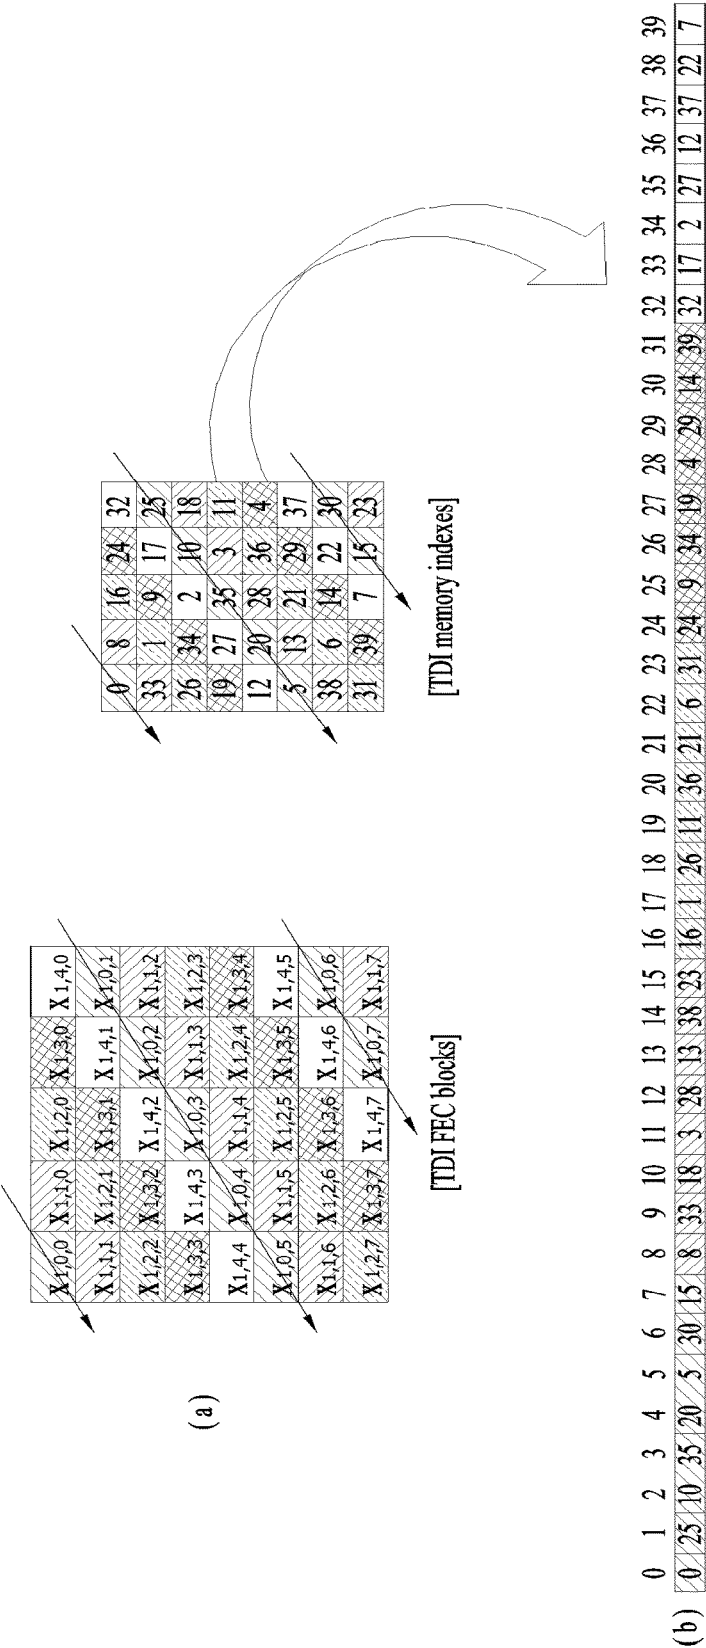 (a)
X1,0,0 X1,1,0 X1,2,0 X1,3,0 X1,4,0
X1,1,1 X1,2,1 X1,3,1 X1,4,1 X1,0,1
X1,2,2 X1,3,2 X1,4,2 X1,0,2 X1,1,2
X1,3,3 X1,4,3 X1,0,3 X1,1,3 X1,2,3
X1,4,4 X1,0,4 X1,1,4 X1,2,4 X1,3,4
X1,0,5 X1,1,5 X1,2,5 X1,3,5 X1,4,5
X1,1,6 X1,2,6 X1,3,6 X1,4,6 X1,0,6
X1,2,7 X1,3,7 X1,4,7 X1,0,7 X1,1,7
[TDI FEC blocks]
0 8 16 24 32
33 1 9 17 25
26 34 2 10 18
19 27 35 3 11
12 20 28 36 4
5 13 21 29 37
38 6 14 22 30
31 39 7 15 23
[TDI memory indexes]
0 1 2 3 4 5 6 7 8 9 10 11 12 13 14 15 16 17 18 19 20 21 22 23 24 25 26 27 28 29 30 31 32 33 34 35 36 37 38 39
(b) 0 25 10 35 20 5 30 15 8 33 18 3 28 13 38 23 16 1 26 11 36 21 6 31 24 9 34 19 4 29 14 39 32 17 2 27 12 37 22 7